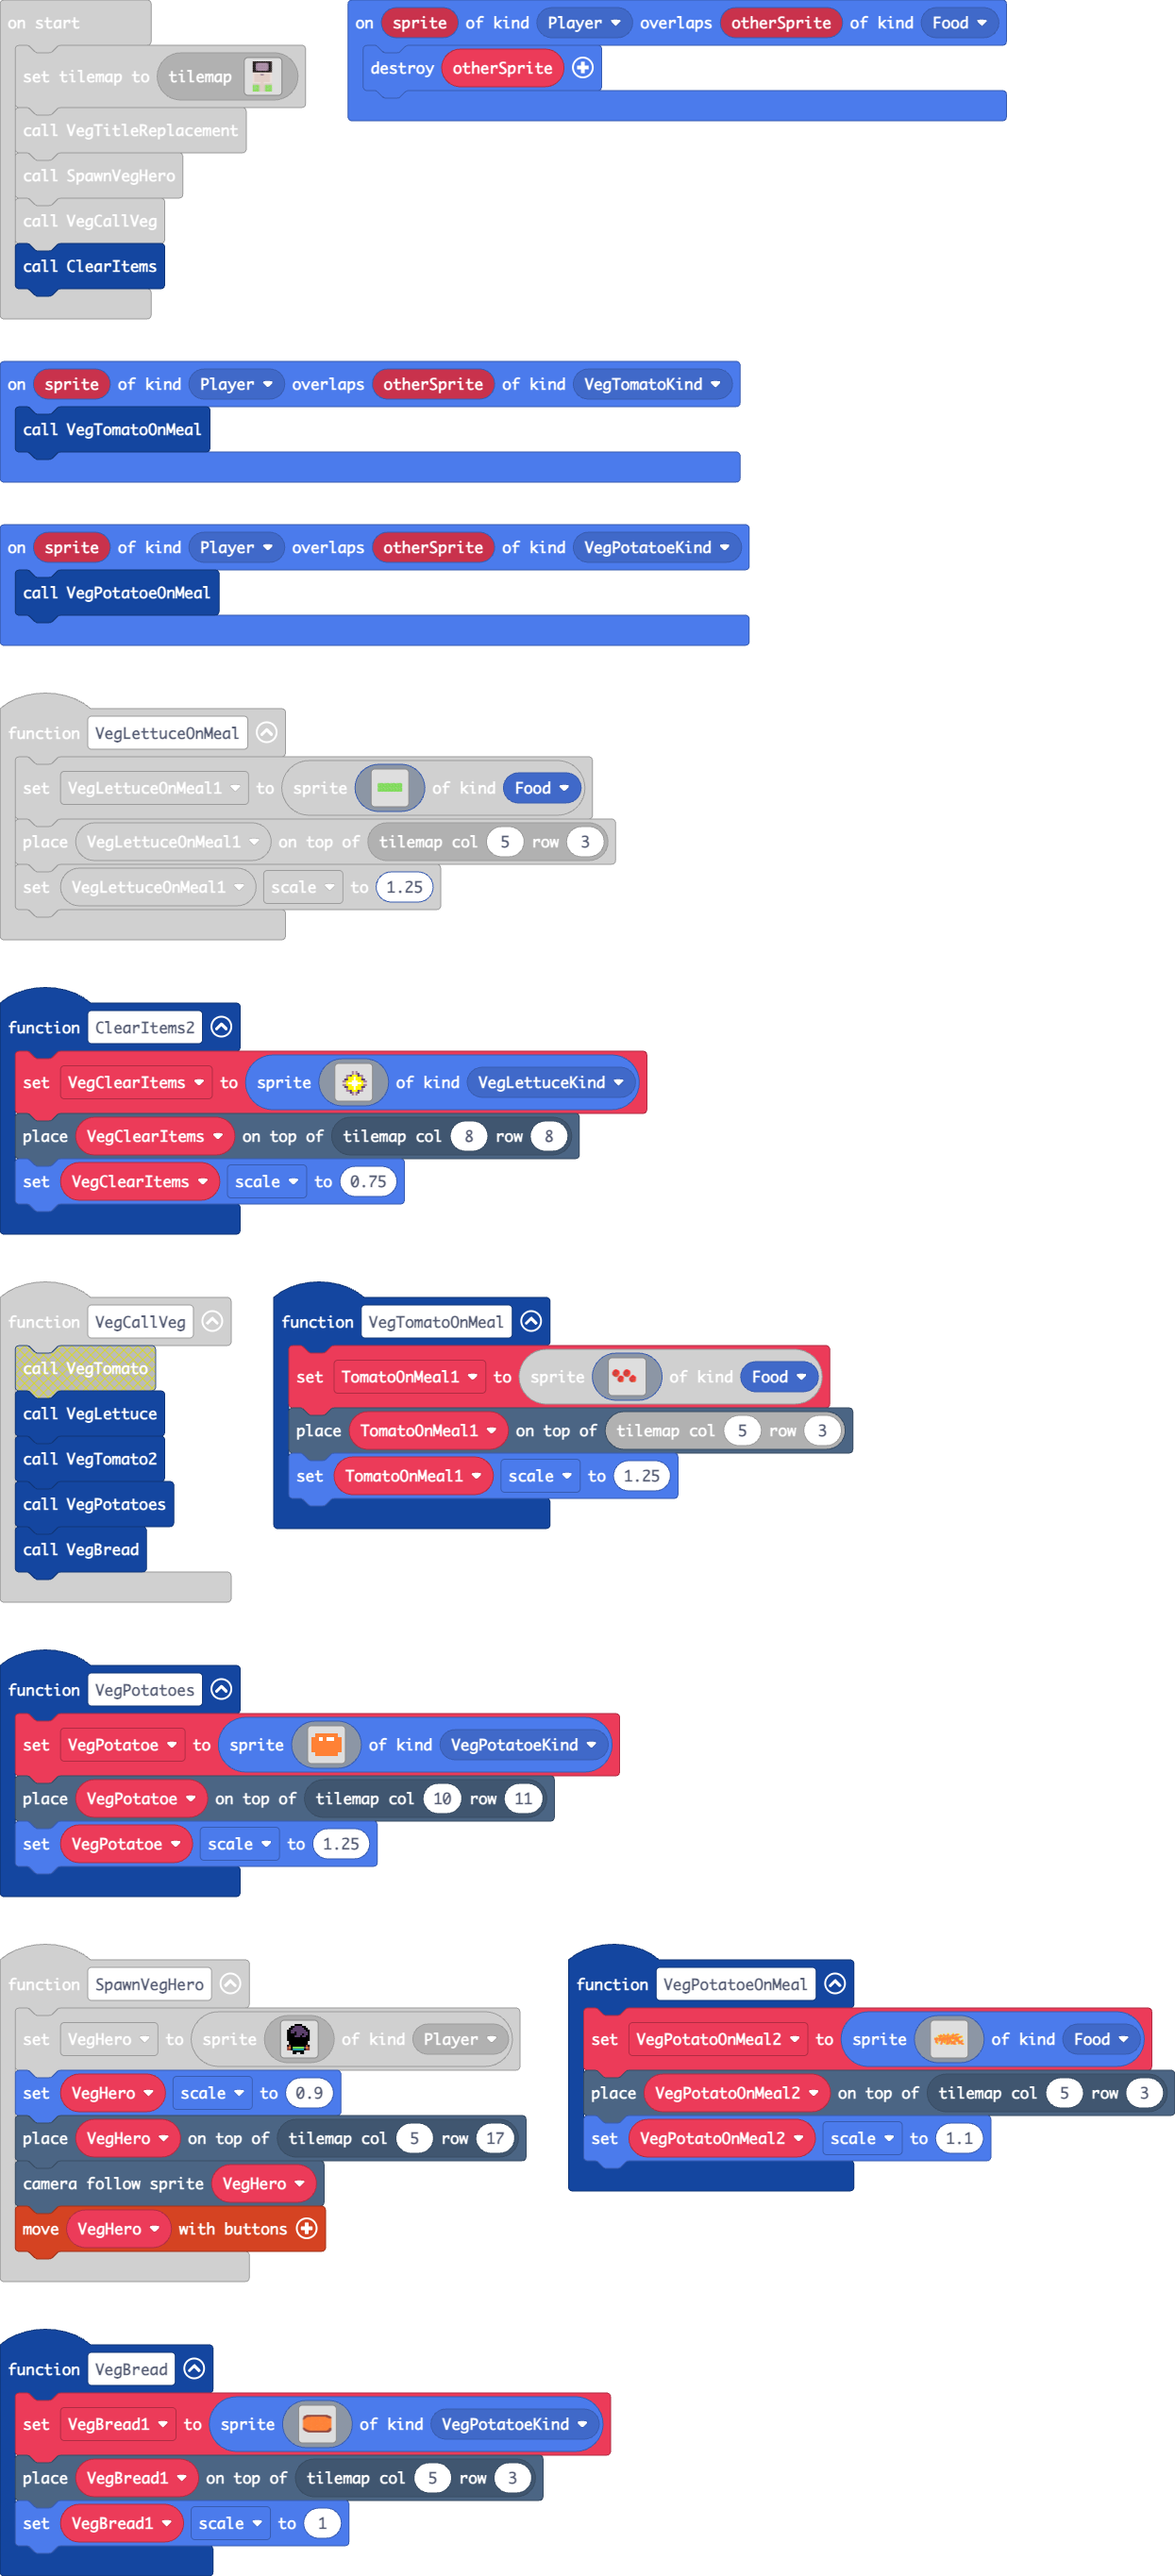 on start
set tilemap to tilemap
call VegTitleReplacement
call SpawnVegHero
call VegCallVeg
call ClearItems
on sprite of kind Player overlaps otherSprite of kind Food
destroy otherSprite
on sprite of kind Player overlaps otherSprite of kind VegTomatoKind
call VegTomatoOnMeal
on sprite of kind Player overlaps otherSprite of kind VegPotatoeKind
call VegPotatoeOnMeal
function VegLettuceOnMeal
set VegLettuceOnMeal1 to sprite of kind Food
place VegLettuceOnMeal1 on top of tilemap col 5 row 3
set VegLettuceOnMeal1 scale to 1.25
function ClearItems2
set VegClearItems to sprite of kind VegLettuceKind
place VegClearItems on top of tilemap col 8 row 8
set VegClearItems scale to 0.75
function VegCallVeg
call VegTomato
call VegLettuce
call VegTomato2
call VegPotatoes
call VegBread
function VegTomatoOnMeal
set TomatoOnMeal1 to sprite of kind Food
place TomatoOnMeal1 on top of tilemap col 5 row 3
set TomatoOnMeal1 scale to 1.25
function VegPotatoes
set VegPotatoe to sprite of kind VegPotatoeKind
place VegPotatoe on top of tilemap col 10 row 11
set VegPotatoe scale to 1.25
function SpawnVegHero
set VegHero to sprite of kind Player
set VegHero scale to 0.9
place VegHero on top of tilemap col 5 row 17
camera follow sprite VegHero
move VegHero with buttons
function VegPotatoeOnMeal
set VegPotatoOnMeal2 to sprite of kind Food
place VegPotatoOnMeal2 on top of tilemap col 5 row 3
set VegPotatoOnMeal2 scale to 1.1
function VegBread
set VegBread1 to sprite of kind VegPotatoeKind
place VegBread1 on top of tilemap col 5 row 3
set VegBread1 scale to 1